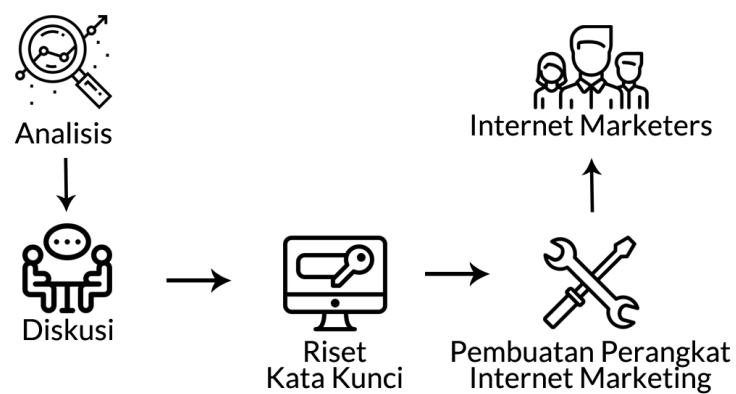 Analisis
Diskusi
Riset
Kata Kunci
Pembuatan Perangkat
Internet Marketing
Internet Marketers